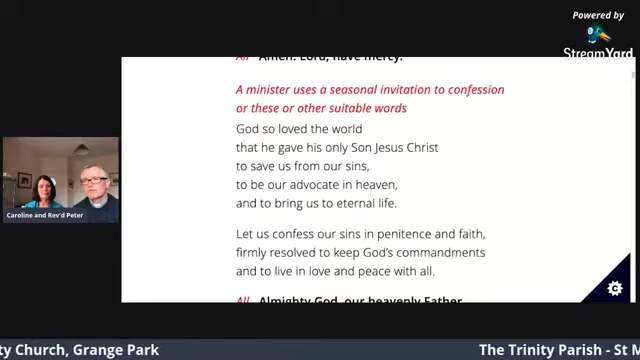 Powered by
StreamYard
All Amen. Lord, have mercy.
A minister uses a seasonal invitation to confession
or these or other suitable words
God so loved the world
that he gave his only Son Jesus Christ
to save us from our sins,
to be our advocate in heaven,
and to bring us to eternal life.
Let us confess our sins in penitence and faith,
firmly resolved to keep God's commandments
and to live in love and peace with all.
All Almighty God, our heavenly Father
Caroline and Rev'd Peter
ty Church, Grange Park
The Trinity Parish - St M